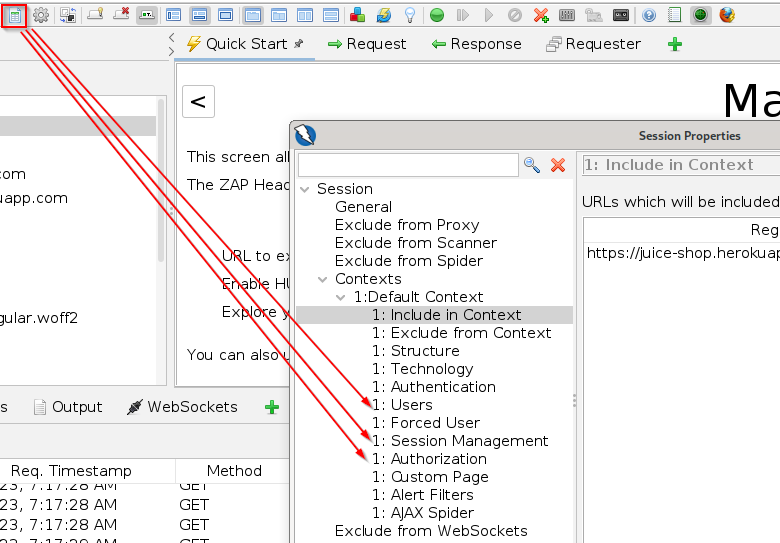 Quick Start
Request
Response
Requester
<
Ma
This screen all
The ZAP Head
URL to ex
Enable HU
Explore y
You can also u
com
uapp.com
gular.woff2
s
Output
WebSockets
Req. Timestamp
Method
23, 7:17:28 AM
GET
23, 7:17:28 AM
GET
23, 7:17:28 AM
GET
23, 7:17:28 AM
GET
Session Properties
Session
General
Exclude from Proxy
Exclude from Scanner
Exclude from Spider
Contexts
1:Default Context
1: Include in Context
1: Exclude from Context
1: Structure
1: Technology
1: Authentication
1: Users
1: Forced User
1: Session Management
1: Authorization
1: Custom Page
1: Alert Filters
1: AJAX Spider
Exclude from WebSockets
1: Include in Context
URLs which will be included
Reg
https://juice-shop.herokuap